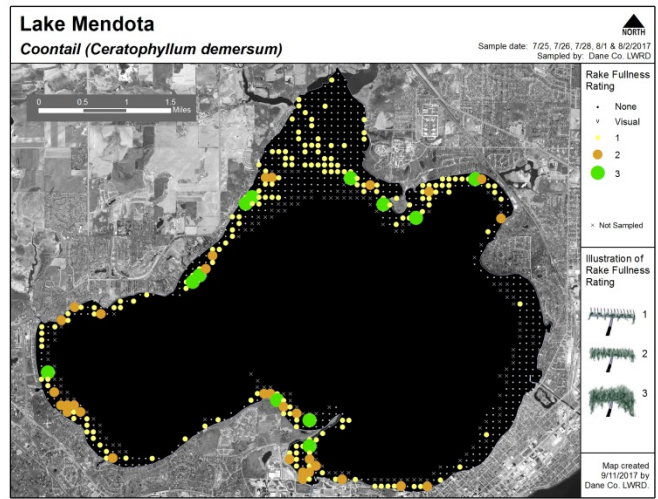 Lake Mendota
Coontail (Ceratophyllum demersum)
NORTH
Sample date: 7/25, 7/26, 7/28, 8/1 & 8/2/2017
Sampled by: Dane Co. LWRD
0 0.5 1 1.5
Miles
Rake Fullness
Rating
None
Visual
1
2
3
Not Sampled
Illustration of
Rake Fullness
Rating
1
2
3
Map created
9/11/2017 by
Dane Co. LWRD.